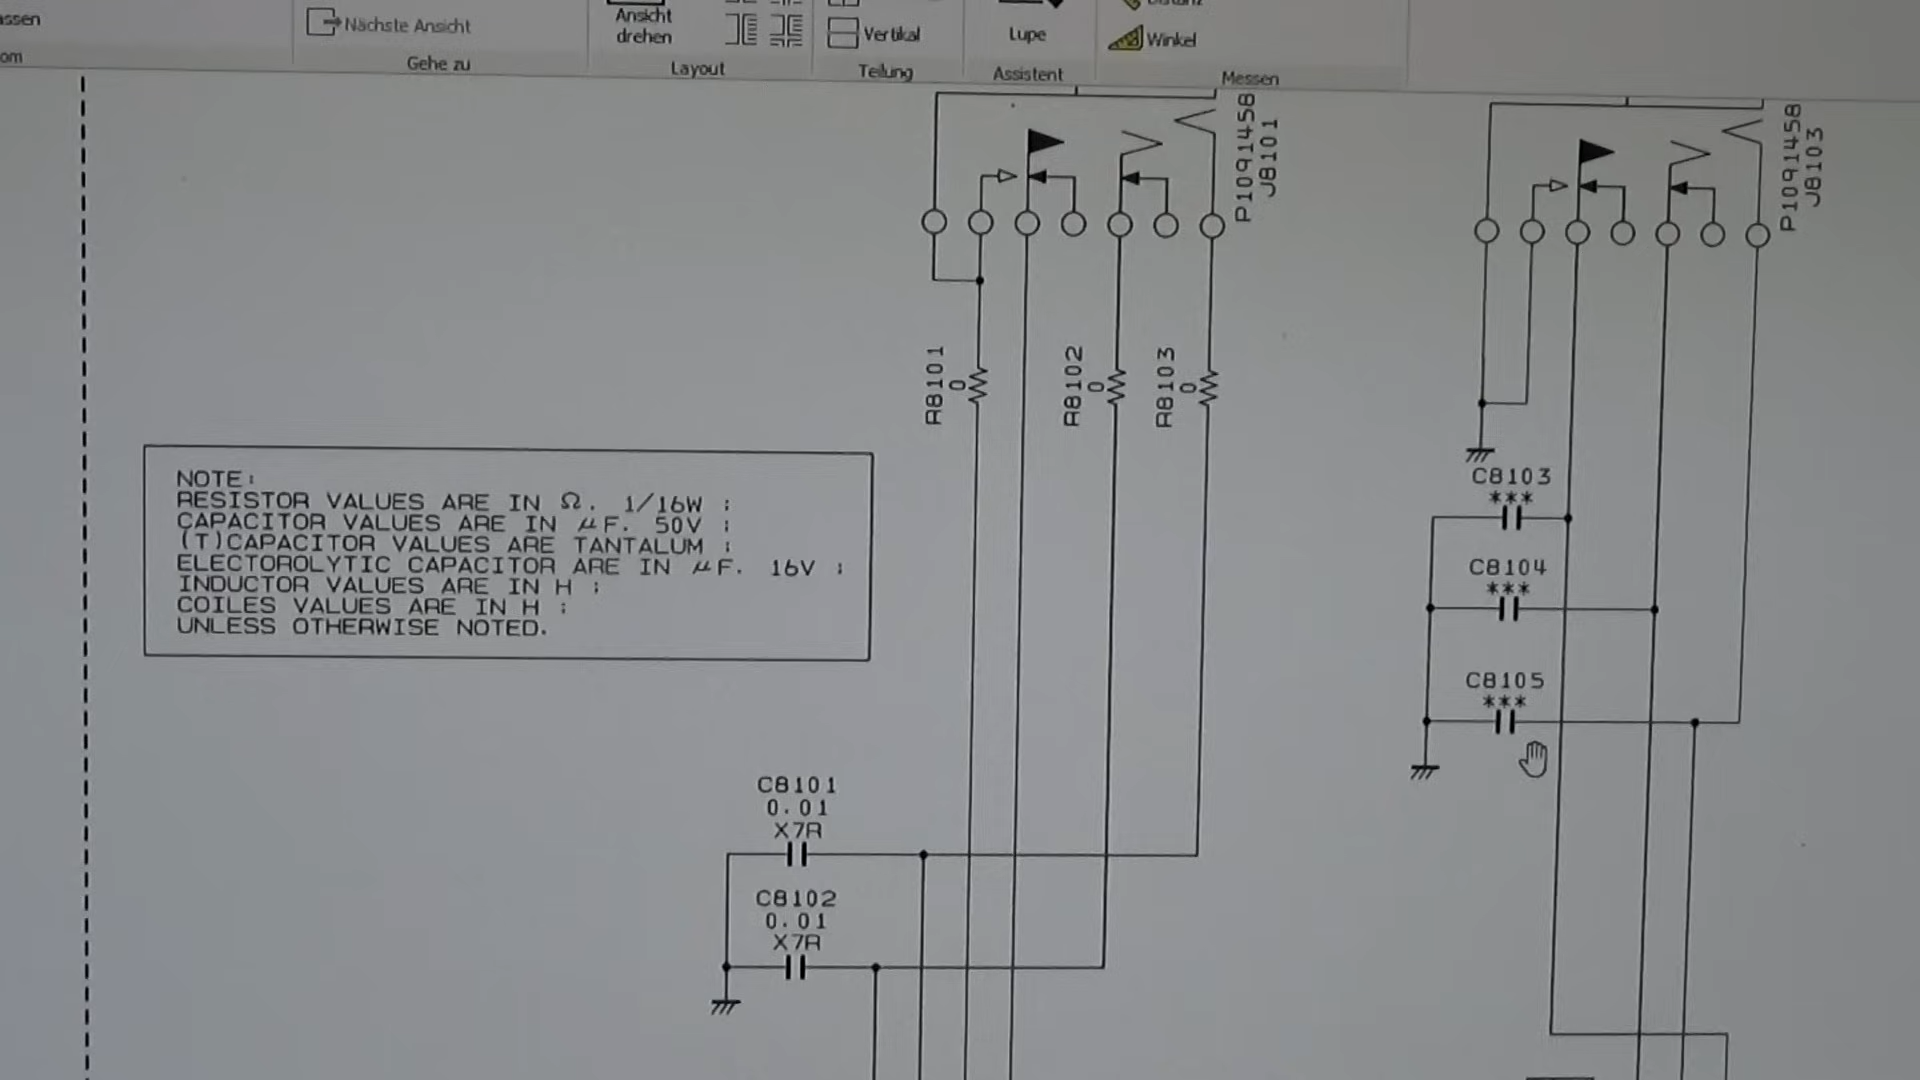 Nächste Ansicht
Gehe zu
Ansicht
drehen
Layout
Vertikal
Teilung
Lupe
Assistent
Winkel
Messen
P1091458
J8101
P1091458
J8103
R8101
0
R8102
0
R8103
0
NOTE:
RESISTOR VALUES ARE IN Ω. 1/16W ;
CAPACITOR VALUES ARE IN μF. 50V ;
(T)CAPACITOR VALUES ARE TANTALUM ;
ELECTOROLYTIC CAPACITOR ARE IN μF. 16V ;
INDUCTOR VALUES ARE IN H ;
COILES VALUES ARE IN H ;
UNLESS OTHERWISE NOTED.
C8103
***
C8104
***
C8105
***
C8101
0.01
X7R
C8102
0.01
X7R